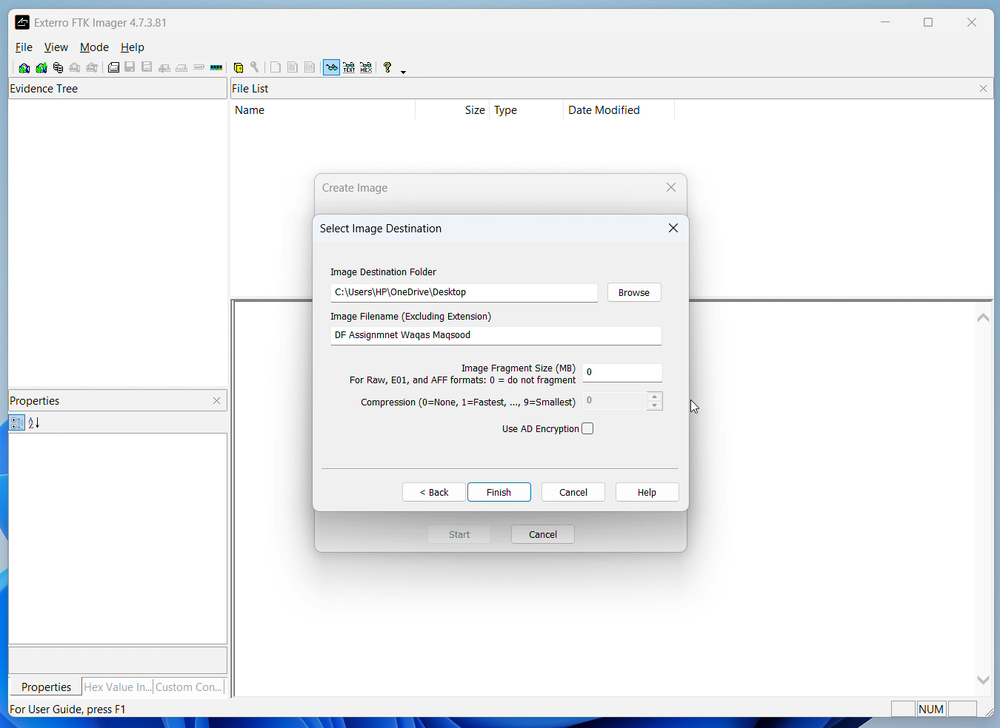 Exterro FTK Imager 4.7.3.81
File View Mode Help
TEXT HEX
Evidence Tree
File List
Name Size Type Date Modified
Create Image
Select Image Destination
Image Destination Folder
C:\Users\HP\OneDrive\Desktop
Browse
Image Filename (Excluding Extension)
DF Assignmnet Waqas Maqsood
Image Fragment Size (MB)
For Raw, E01, and AFF formats: 0 = do not fragment
0
Compression (0=None, 1=Fastest, ..., 9=Smallest)
0
Use AD Encryption
< Back Finish Cancel Help
Start Cancel
Properties
A
Z
Properties Hex Value In... Custom Con...
For User Guide, press F1
NUM